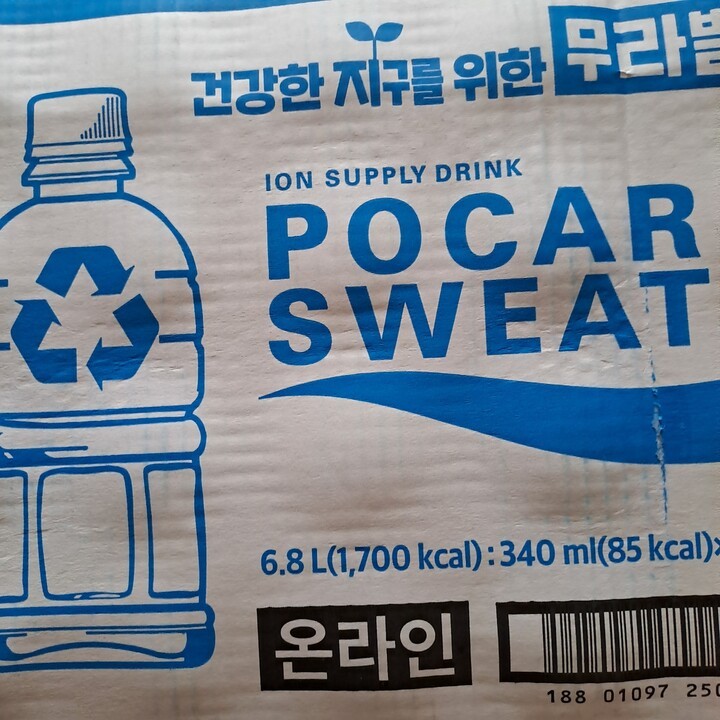 건강한 지구를 위한 무라벨
ION SUPPLY DRINK
POCAR
SWEAT
6.8 L(1,700 kcal) : 340 ml(85 kcal)×
온라인
188 01097 250